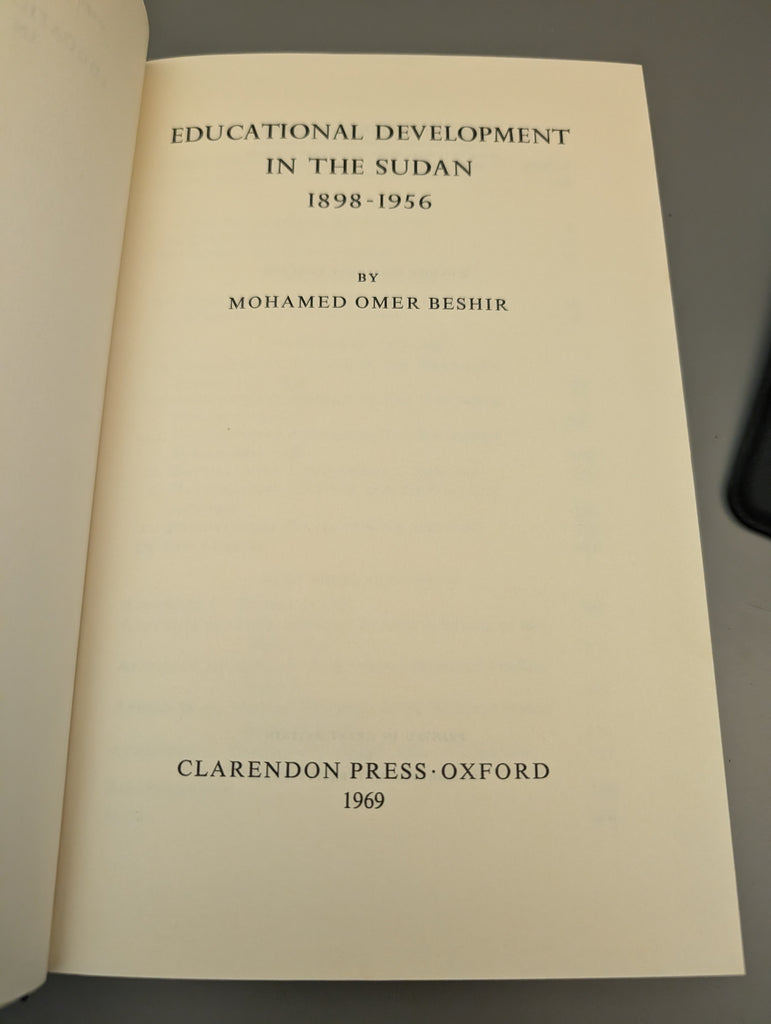 EDUCATIONAL DEVELOPMENT
IN THE SUDAN
1898-1956
BY
MOHAMED OMER BESHIR
CLARENDON PRESS · OXFORD
1969